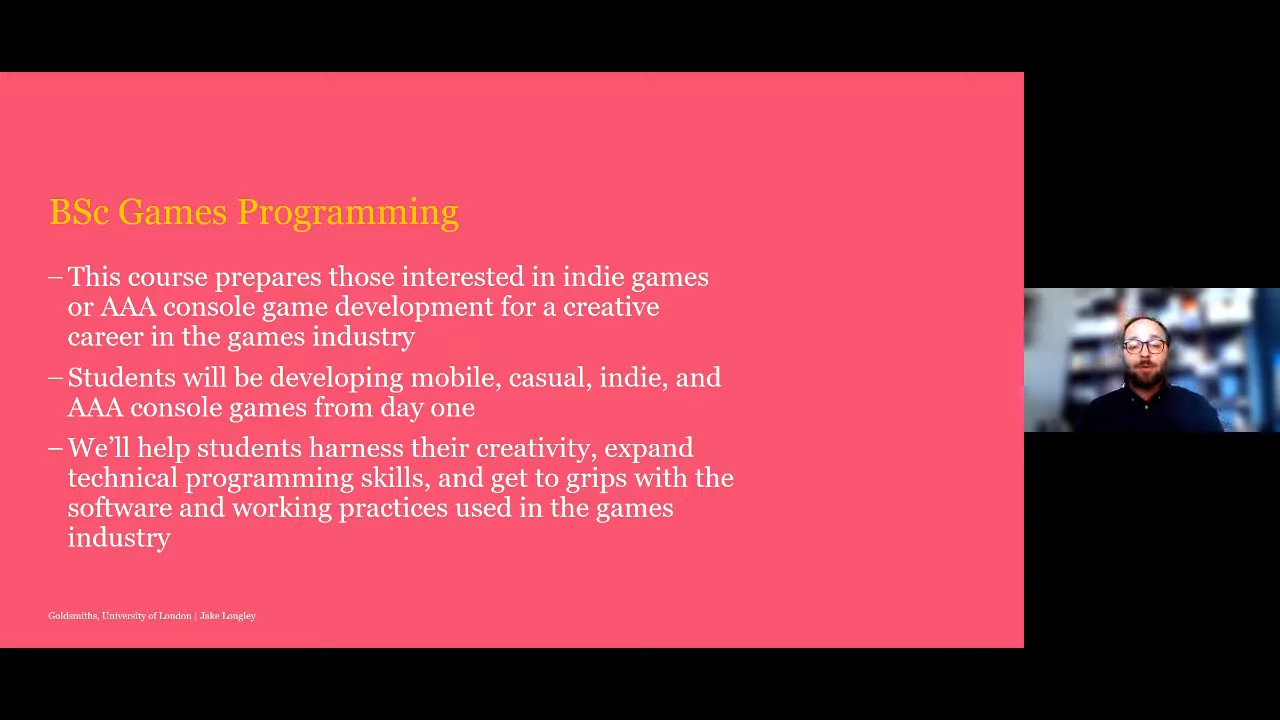 BSc Games Programming
– This course prepares those interested in indie games
or AAA console game development for a creative
career in the games industry
– Students will be developing mobile, casual, indie, and
AAA console games from day one
– We’ll help students harness their creativity, expand
technical programming skills, and get to grips with the
software and working practices used in the games
industry
Goldsmiths, University of London | Jake Longley